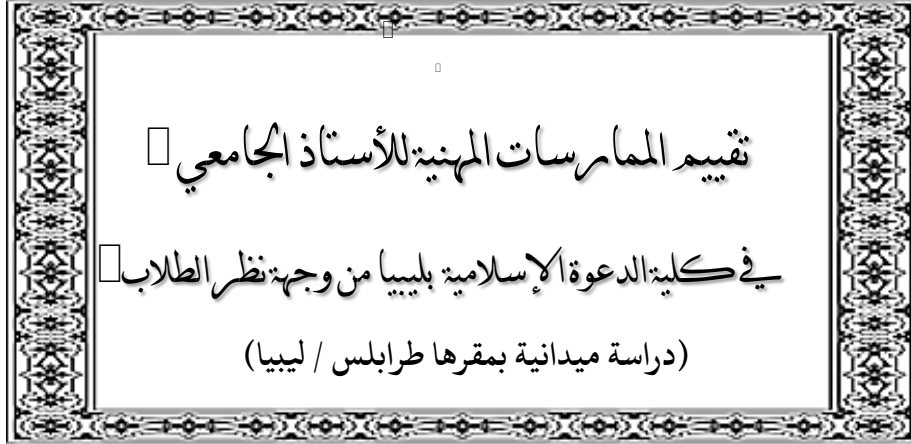 تقييم الممارسات المهنية للأستاذ الجامعي
في كلية الدعوة الإسلامية بليبيا من وجهة نظر الطلاب
(دراسة ميدانية بمقرها طرابلس / ليبيا)